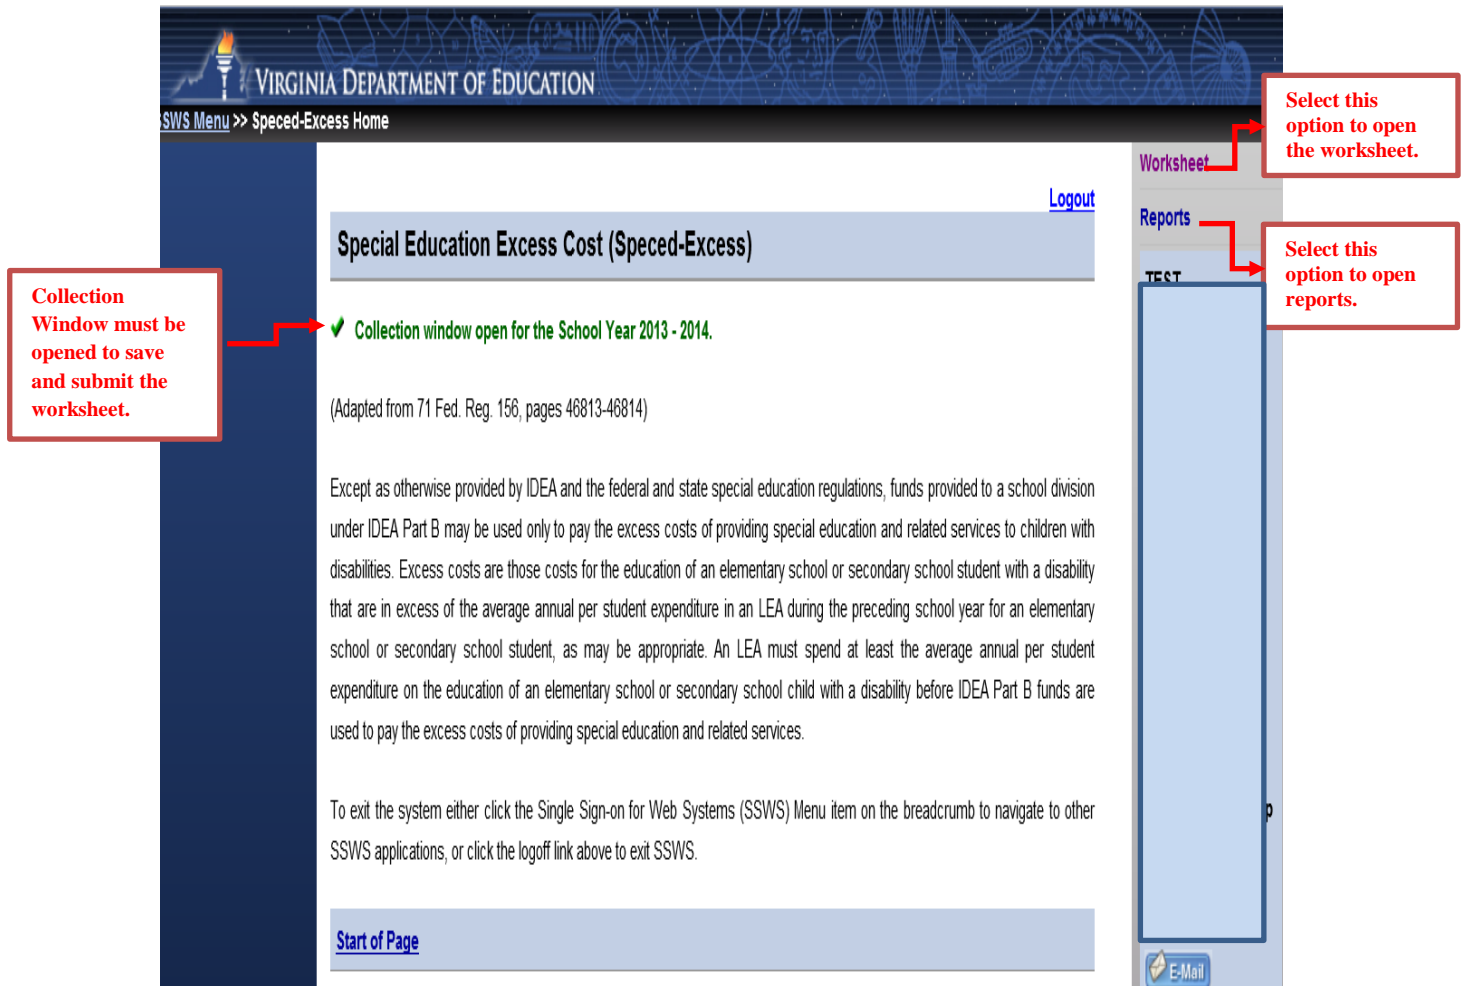 VIRGINIA DEPARTMENT OF EDUCATION
SSWS Menu >> Speced-Excess Home
Select this
option to open
the worksheet.
Worksheet
Logout
Reports
Special Education Excess Cost (Speced-Excess)
Select this
option to open
reports.
TEST
Collection
Window must be
opened to save
and submit the
worksheet.
Collection window open for the School Year 2013 - 2014.
(Adapted from 71 Fed. Reg. 156, pages 46813-46814)
Except as otherwise provided by IDEA and the federal and state special education regulations, funds provided to a school division
under IDEA Part B may be used only to pay the excess costs of providing special education and related services to children with
disabilities. Excess costs are those costs for the education of an elementary school or secondary school student with a disability
that are in excess of the average annual per student expenditure in an LEA during the preceding school year for an elementary
school or secondary school student, as may be appropriate. An LEA must spend at least the average annual per student
expenditure on the education of an elementary school or secondary school child with a disability before IDEA Part B funds are
used to pay the excess costs of providing special education and related services.
To exit the system either click the Single Sign-on for Web Systems (SSWS) Menu item on the breadcrumb to navigate to other
SSWS applications, or click the logoff link above to exit SSWS.
p
Start of Page
E-Mail